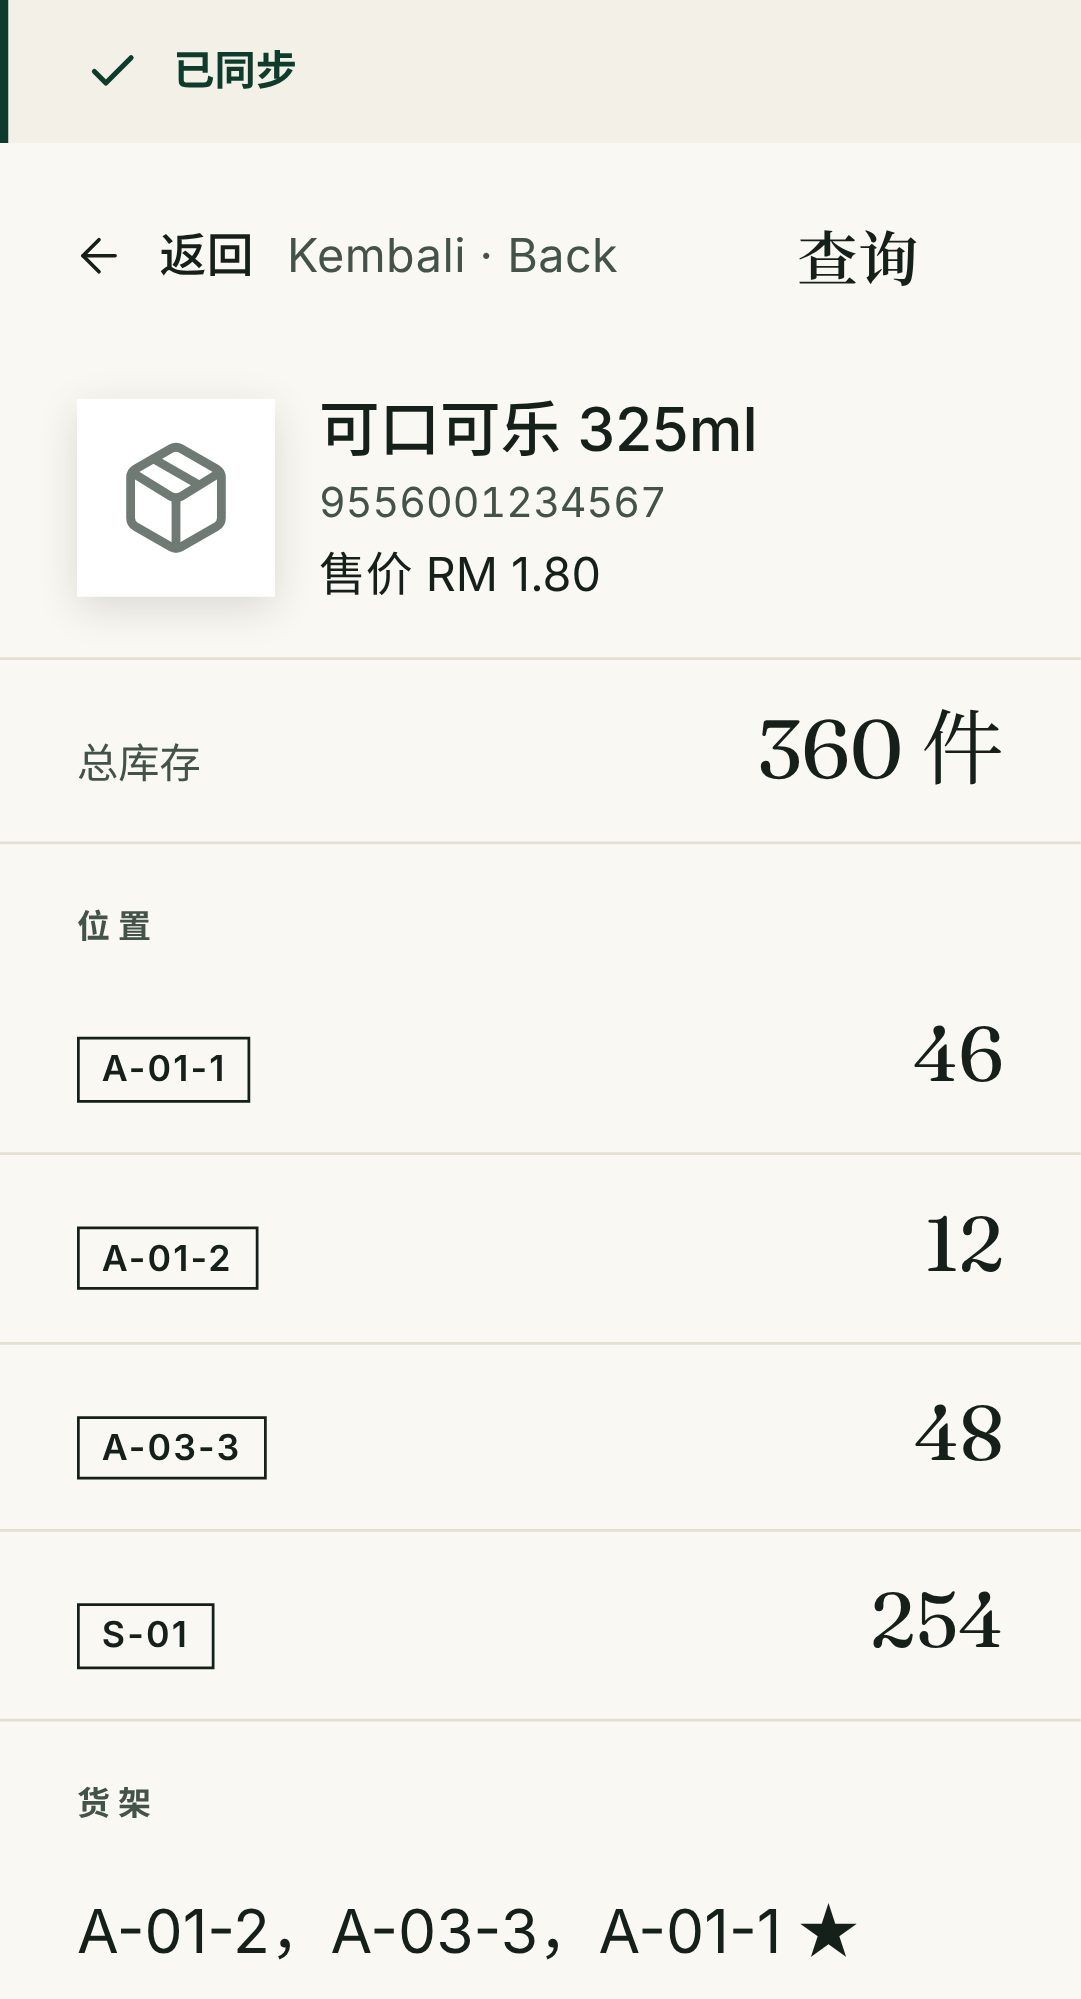 已同步
返回 Kembali · Back 查询
可口可乐 325ml
9556001234567
售价 RM 1.80
总库存 360 件
位置
A-01-1 46
A-01-2 12
A-03-3 48
S-01 254
货架
A-01-2，A-03-3，A-01-1 ★